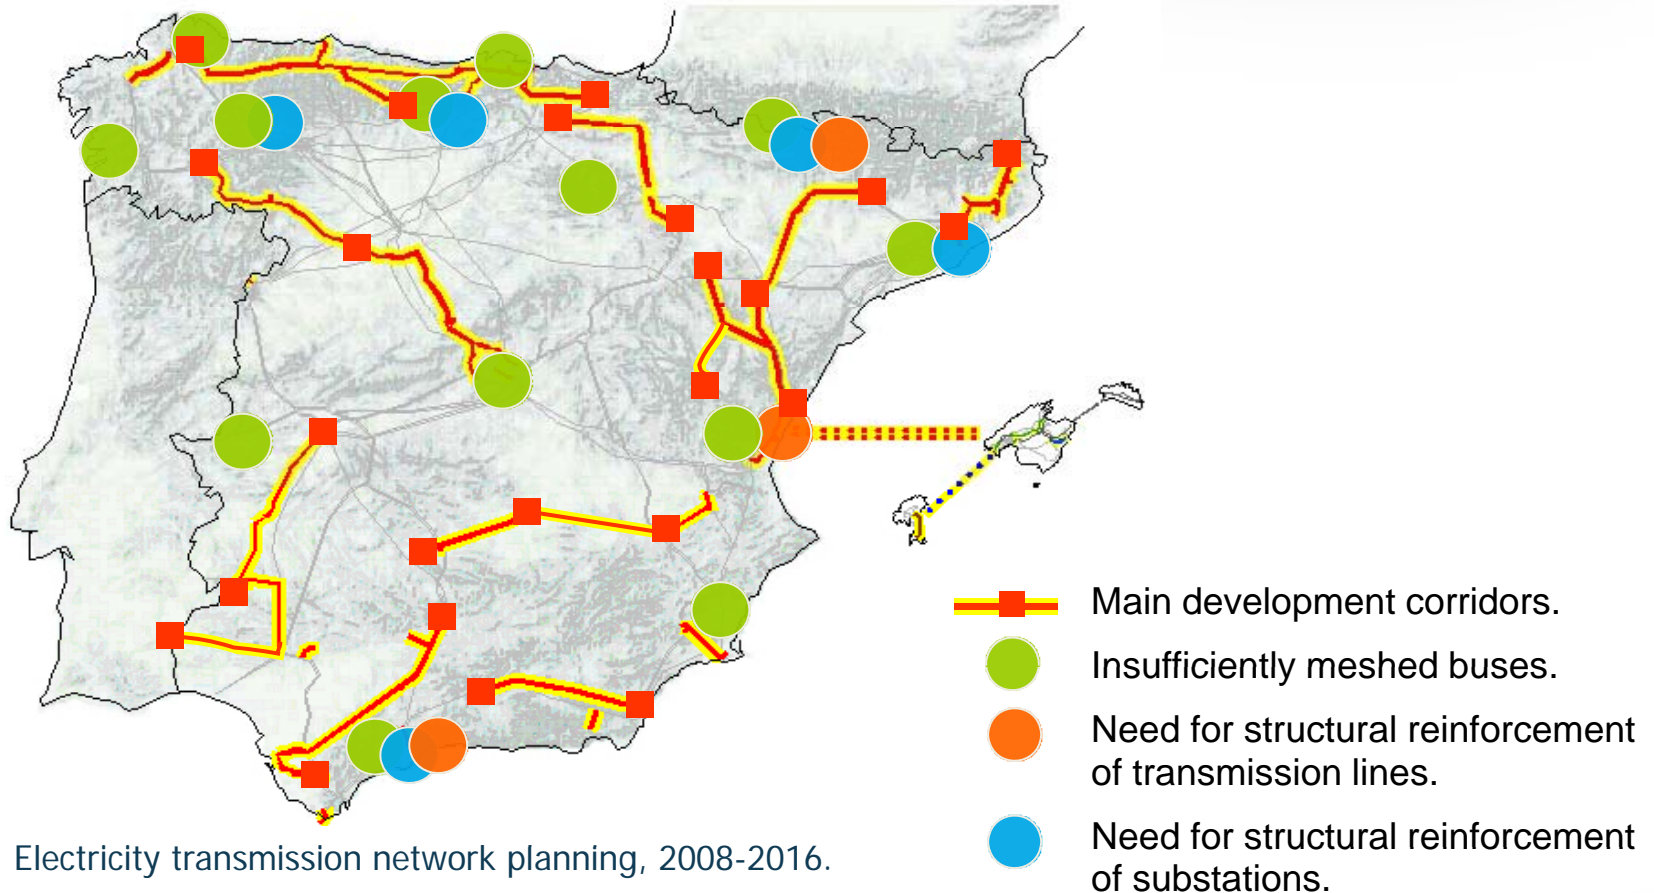 Main development corridors.
Insufficiently meshed buses.
Need for structural reinforcement
of transmission lines.
Need for structural reinforcement
of substations.
Electricity transmission network planning, 2008-2016.